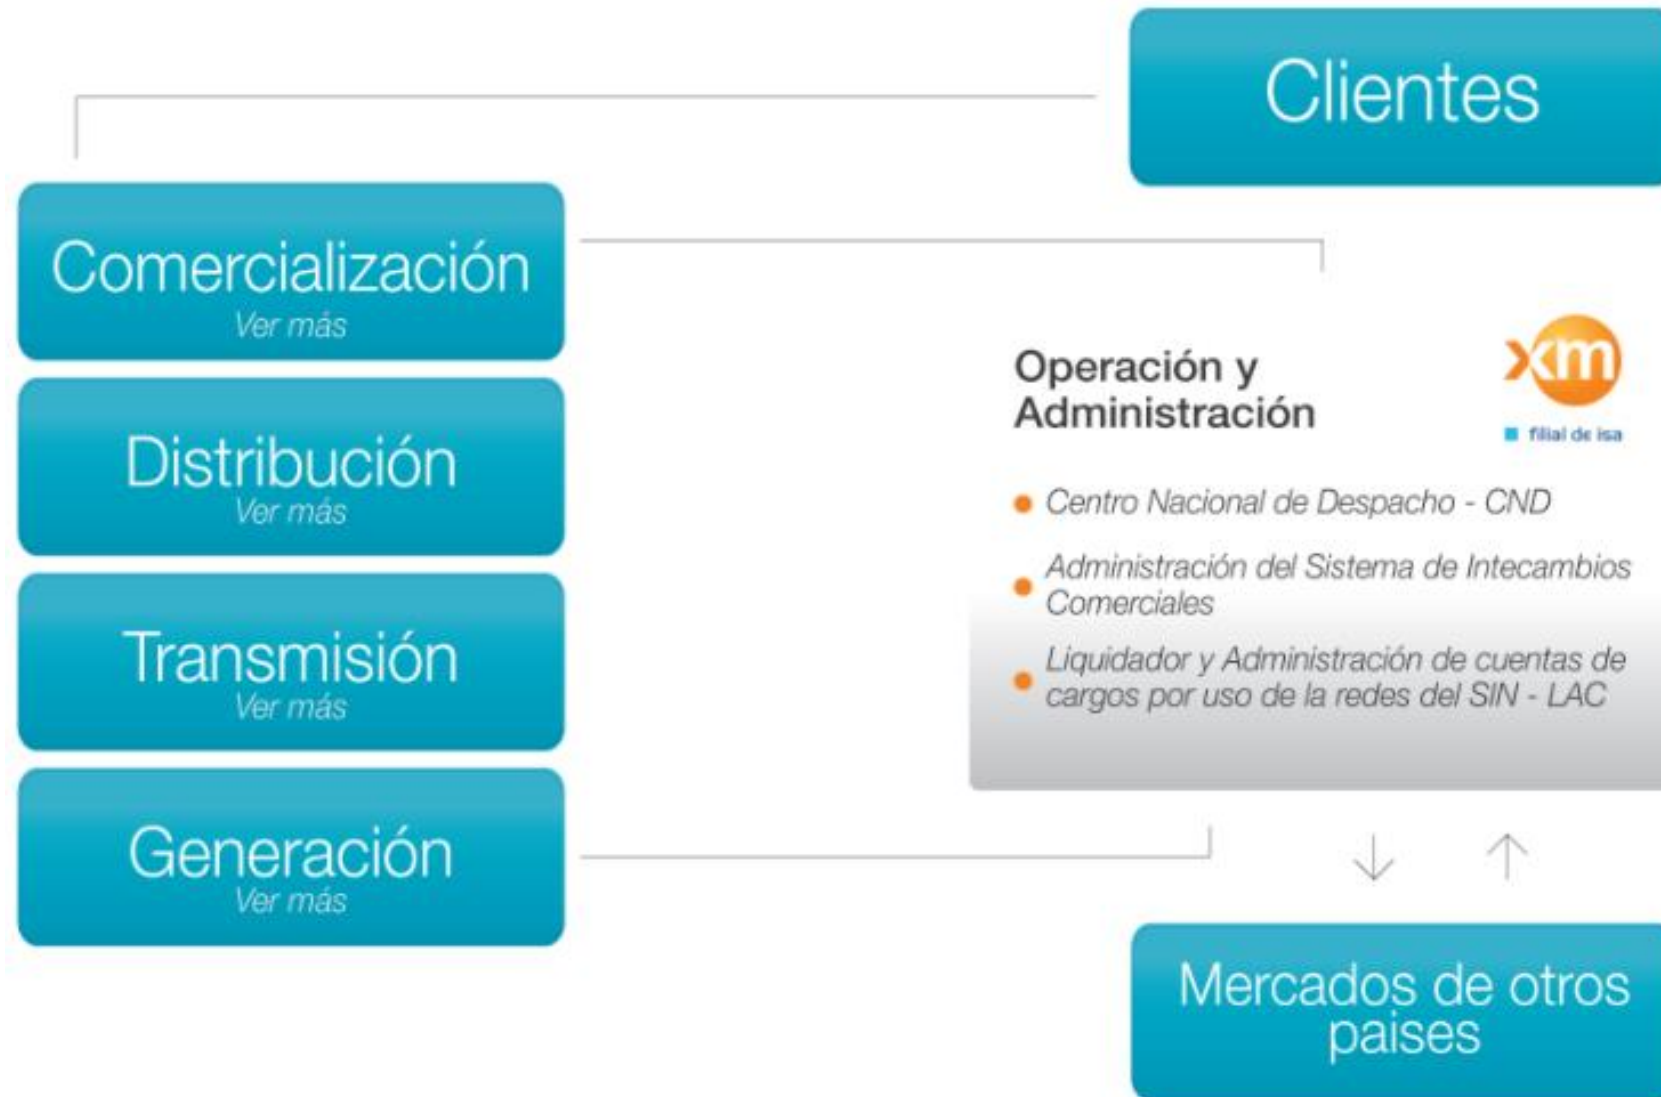 Clientes
Comercialización
Ver más
Distribución
Ver más
Transmisión
Ver más
Generación
Ver más
Operación y
Administración
xm
filial de isa
Centro Nacional de Despacho - CND
Administración del Sistema de Intecambios
Comerciales
Liquidador y Administración de cuentas de
cargos por uso de la redes del SIN - LAC
Mercados de otros
paises